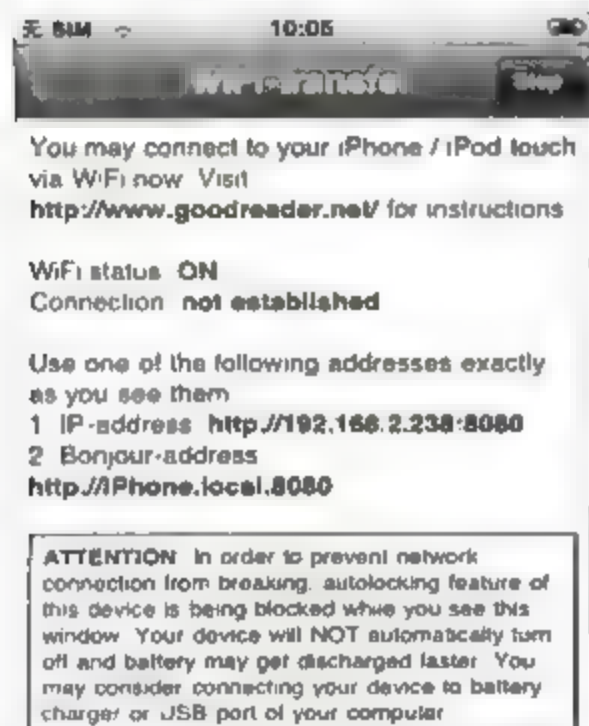 无 SIM 10:05
WiFi-transfer Stop
You may connect to your iPhone / iPod touch
via WiFi now Visit
http://www.goodreader.net/ for instructions
WiFi status ON
Connection not established
Use one of the following addresses exactly
as you see them
1 IP-address http://192.168.2.238:8080
2 Bonjour-address
http://iPhone.local.8080
ATTENTION In order to prevent network
connection from breaking, autolocking feature of
this device is being blocked while you see this
window Your device will NOT automatically turn
off and battery may get discharged faster You
may consider connecting your device to battery
charger or USB port of your computer